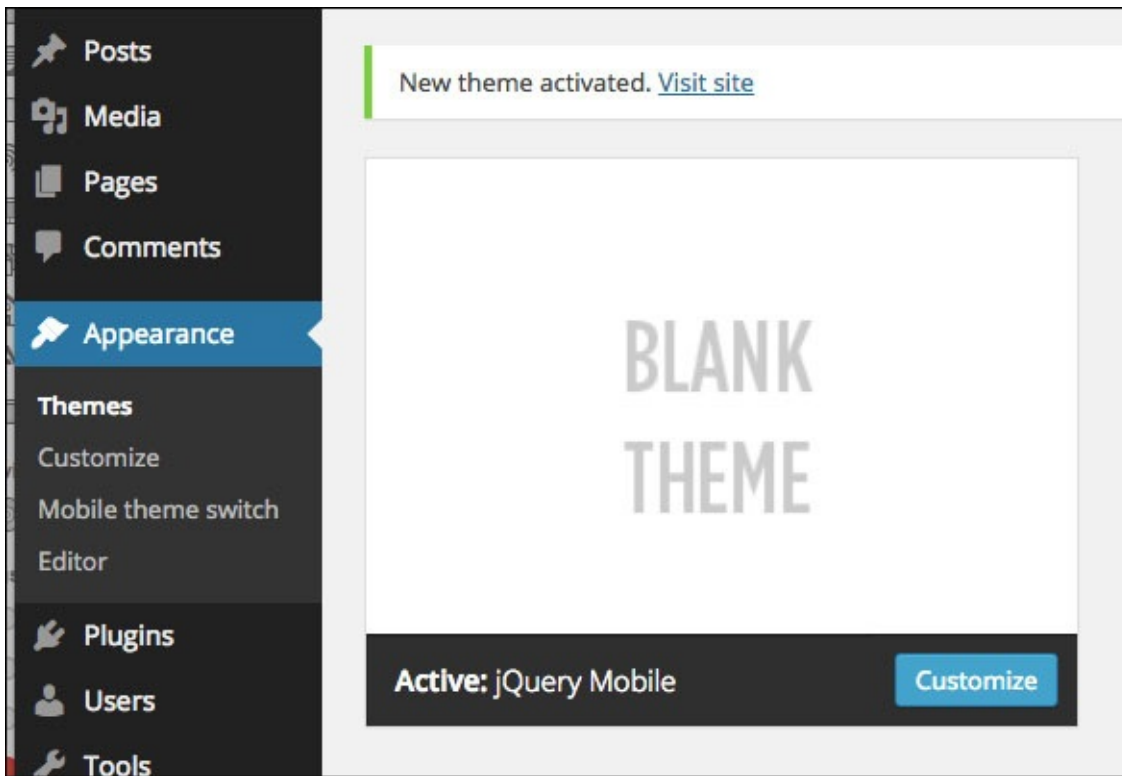 Posts
Media
Pages
Comments
Appearance
Themes
Customize
Mobile theme switch
Editor
Plugins
Users
Tools
New theme activated. Visit site
BLANK
THEME
Active: jQuery Mobile
Customize